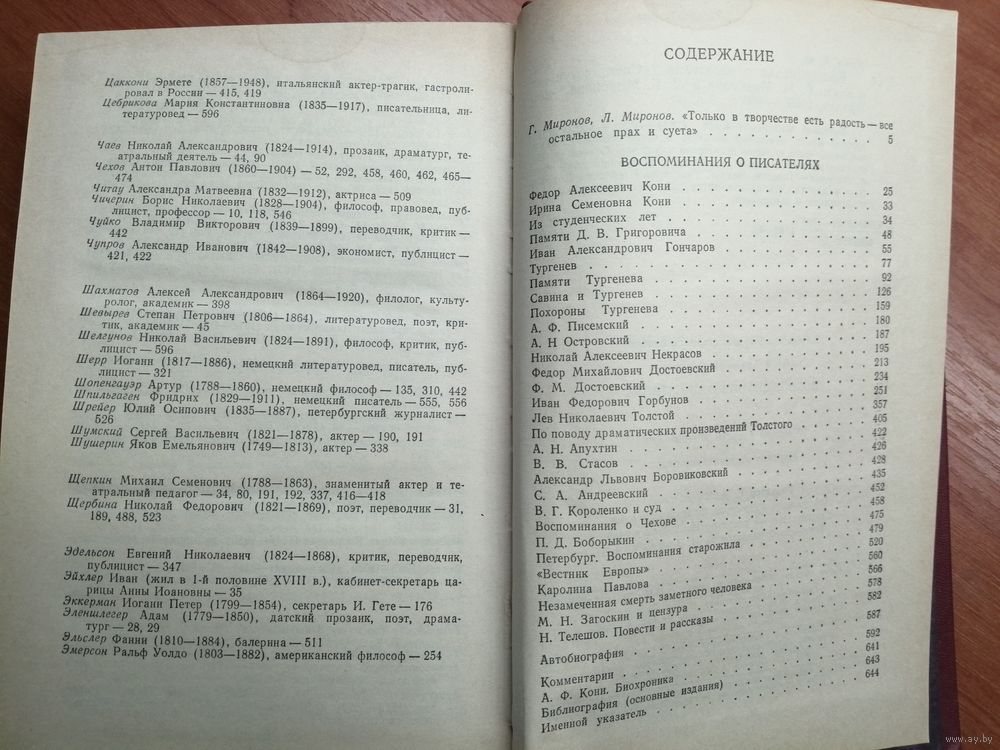 Цаккони Эрмете (1857—1948), итальянский актер-трагик, гастроли-
ровал в России — 415, 419
Цебрикова Мария Константиновна (1835—1917), писательница, ли-
тературовед — 596
Чаев Николай Александрович (1824—1914), прозаик, драматург, те-
атральный деятель — 44, 90
Чехов Антон Павлович (1860—1904) — 52, 292, 458, 460, 462, 465—
474
Читау Александра Матвеевна (1832—1912), актриса — 509
Чичерин Борис Николаевич (1828—1904), философ, правовед, пуб-
лицист, профессор — 10, 118, 546
Чуйко Владимир Викторович (1839—1899), переводчик, критик —
442
Чупров Александр Иванович (1842—1908), экономист, публицист —
421, 422
Шахматов Алексей Александрович (1864—1920), филолог, культу-
ролог, академик — 398
Шевырев Степан Петрович (1806—1864), литературовед, поэт, кри-
тик, академик — 45
Шелгунов Николай Васильевич (1824—1891), философ, критик, пуб-
лицист — 596
Шерр Иоганн (1817—1886), немецкий литературовед, писатель, пуб-
лицист — 321
Шопенгауэр Артур (1788—1860), немецкий философ — 135, 310, 442
Шпильгаген Фридрих (1829—1911), немецкий писатель — 555, 556
Шрейер Юлий Осипович (1835—1887), петербургский журналист —
526
Шумский Сергей Васильевич (1821—1878), актер — 190, 191
Шушерин Яков Емельянович (1749—1813), актер — 338
Щепкин Михаил Семенович (1788—1863), знаменитый актер и те-
атральный педагог — 34, 80, 191, 192, 337, 416—418
Щербина Николай Федорович (1821—1869), поэт, переводчик — 31,
189, 488, 523
Эдельсон Евгений Николаевич (1824—1868), критик, переводчик,
публицист — 347
Эйхлер Иван (жил в 1-й половине XVIII в.), кабинет-секретарь ца-
рицы Анны Иоановны — 35
Эккерман Иоганн Петер (1799—1854), секретарь И. Гете — 176
Эленшлегер Адам (1779—1850), датский прозаик, поэт, драма-
тург — 28, 29
Эльслер Фанни (1810—1884), балерина — 511
Эмерсон Ральф Уолдо (1803—1882), американский философ — 254
СОДЕРЖАНИЕ
Г. Миронов, Л. Миронов. «Только в творчестве есть радость — все
остальное прах и суета» . . . . . . . . . 5
ВОСПОМИНАНИЯ О ПИСАТЕЛЯХ
Федор Алексеевич Кони . . . . . . . . . 25
Ирина Семеновна Кони . . . . . . . . . 33
Из студенческих лет . . . . . . . . . 34
Памяти Д. В. Григоровича . . . . . . . . . 48
Иван Александрович Гончаров . . . . . . . . . 55
Тургенев . . . . . . . . . 77
Памяти Тургенева . . . . . . . . . 92
Савина и Тургенев . . . . . . . . . 126
Похороны Тургенева . . . . . . . . . 159
А. Ф. Писемский . . . . . . . . . 180
А. Н Островский . . . . . . . . . 187
Николай Алексеевич Некрасов . . . . . . . . . 195
Федор Михайлович Достоевский . . . . . . . . . 213
Ф. М. Достоевский . . . . . . . . . 234
Иван Федорович Горбунов . . . . . . . . . 251
Лев Николаевич Толстой . . . . . . . . . 357
По поводу драматических произведений Толстого . . . . 405
А. Н. Апухтин . . . . . . . . . 422
В. В. Стасов . . . . . . . . . 426
Александр Львович Боровиковский . . . . . . . . . 428
С. А. Андреевский . . . . . . . . . 435
В. Г. Короленко и суд . . . . . . . . . 452
Воспоминания о Чехове . . . . . . . . . 458
П. Д. Боборыкин . . . . . . . . . 475
Петербург. Воспоминания старожила . . . . . . . . . 479
«Вестник Европы» . . . . . . . . . 520
Каролина Павлова . . . . . . . . . 560
Незамеченная смерть заметного человека . . . . . . 566
М. Н. Загоскин и цензура . . . . . . . . . 578
Н. Телешов. Повести и рассказы . . . . . . . . . 582
Автобиография . . . . . . . . . 587
Комментарии . . . . . . . . . 592
А. Ф. Кони. Биохроника . . . . . . . . . 641
Библиография (основные издания) . . . . . . . . . 643
Именной указатель . . . . . . . . . 644
www.ay.by